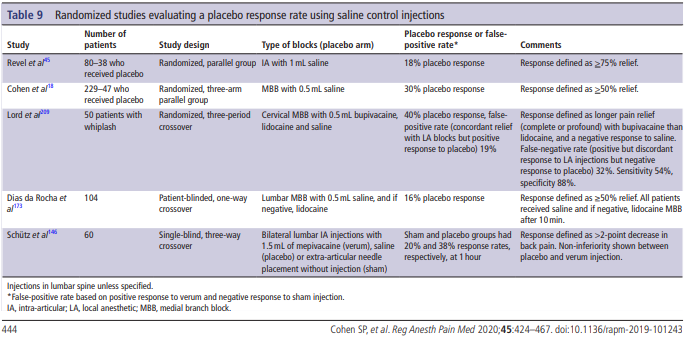 Table 9 Randomized studies evaluating a placebo response rate using saline control injections
Study
Number of
patients
Study design
Type of blocks (placebo arm)
Placebo response or false-
positive rate*
Comments
Revel et al45
80–38 who
received placebo
Randomized, parallel group
IA with 1 mL saline
18% placebo response
Response defined as ≥75% relief.
Cohen et al18
229–47 who
received placebo
Randomized, three-arm
parallel group
MBB with 0.5 mL saline
30% placebo response
Response defined as ≥50% relief.
Lord et al209
50 patients with
whiplash
Randomized, three-period
crossover
Cervical MBB with 0.5 mL bupivacaine,
lidocaine and saline
40% placebo response, false-
positive rate (concordant relief
with LA blocks but positive
response to placebo) 19%
Response defined as longer pain relief
(complete or profound) with bupivacaine than
lidocaine, and a negative response to saline.
False-negative rate (positive but discordant
response to LA injections but negative
response to placebo) 32%. Sensitivity 54%,
specificity 88%.
Dias da Rocha et
al173
104
Patient-blinded, one-way
crossover
Lumbar MBB with 0.5 mL saline, and if
negative, lidocaine
16% placebo response
Response defined as ≥50% relief. All patients
received saline and if negative, lidocaine MBB
after 10 min.
Schütz et al146
60
Single-blind, three-way
crossover
Bilateral lumbar IA injections with
1.5 mL of mepivacaine (verum), saline
(placebo) or extra-articular needle
placement without injection (sham)
Sham and placebo groups had
20% and 38% response rates,
respectively, at 1 hour
Response defined as >2-point decrease in
back pain. Non-inferiority shown between
placebo and verum injection.
Injections in lumbar spine unless specified.
*False-positive rate based on positive response to verum and negative response to sham injection.
IA, intra-articular; LA, local anesthetic; MBB, medial branch block.
444
Cohen SP, et al. Reg Anesth Pain Med 2020;45:424–467. doi:10.1136/rapm-2019-101243